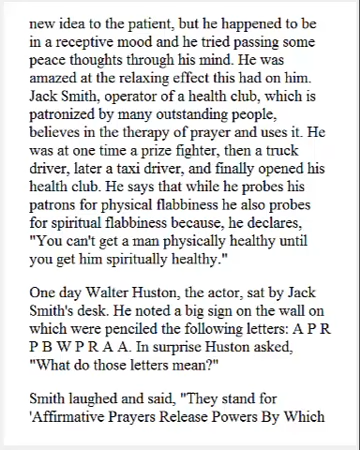 new idea to the patient, but he happened to be
in a receptive mood and he tried passing some
peace thoughts through his mind. He was
amazed at the relaxing effect this had on him.
Jack Smith, operator of a health club, which is
patronized by many outstanding people,
believes in the therapy of prayer and uses it. He
was at one time a prize fighter, then a truck
driver, later a taxi driver, and finally opened his
health club. He says that while he probes his
patrons for physical flabbiness he also probes
for spiritual flabbiness because, he declares,
"You can't get a man physically healthy until
you get him spiritually healthy."
One day Walter Huston, the actor, sat by Jack
Smith's desk. He noted a big sign on the wall on
which were penciled the following letters: A P R
P B W P R A A. In surprise Huston asked,
"What do those letters mean?"
Smith laughed and said, "They stand for
'Affirmative Prayers Release Powers By Which